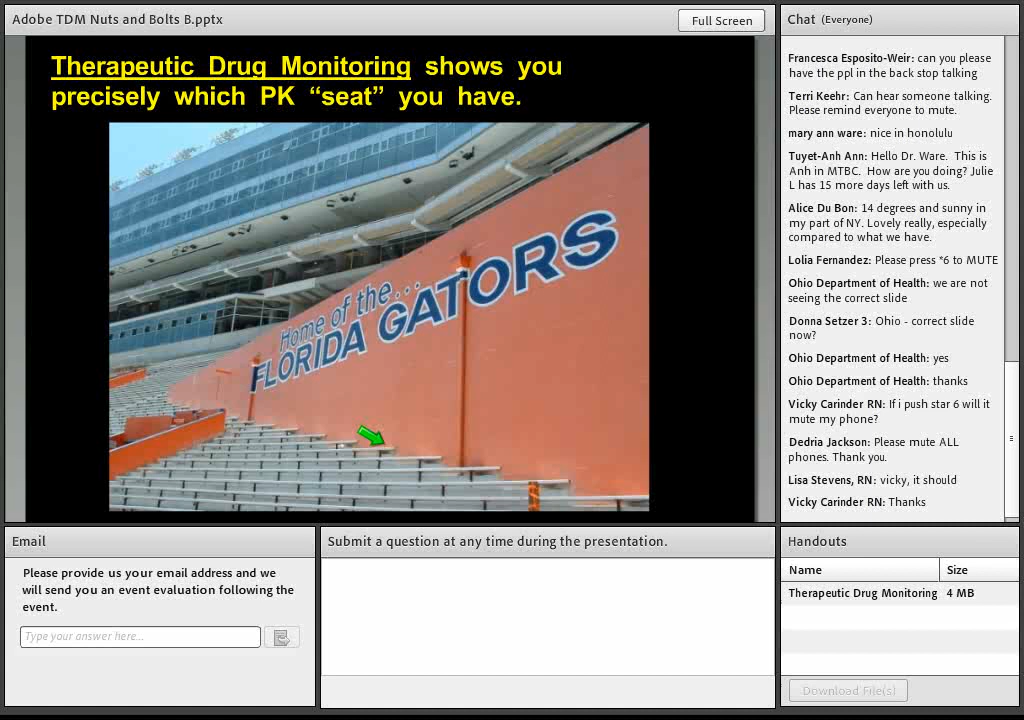 Adobe TDM Nuts and Bolts B.pptx
Full Screen
Therapeutic Drug Monitoring shows you
precisely which PK “seat” you have.
Home of the...
FLORIDA GATORS
Chat (Everyone)
Francesca Esposito-Weir: can you please
have the ppl in the back stop talking
Terri Keehr: Can hear someone talking.
Please remind everyone to mute.
mary ann ware: nice in honolulu
Tuyet-Anh Ann: Hello Dr. Ware. This is
Anh in MTBC. How are you doing? Julie
L has 15 more days left with us.
Alice Du Bon: 14 degrees and sunny in
my part of NY. Lovely really, especially
compared to what we have.
Lolia Fernandez: Please press *6 to MUTE
Ohio Department of Health: we are not
seeing the correct slide
Donna Setzer 3: Ohio - correct slide
now?
Ohio Department of Health: yes
Ohio Department of Health: thanks
Vicky Carinder RN: If i push star 6 will it
mute my phone?
Dedria Jackson: Please mute ALL
phones. Thank you.
Lisa Stevens, RN: vicky, it should
Vicky Carinder RN: Thanks
Email
Please provide us your email address and we
will send you an event evaluation following the
event.
Type your answer here...
Submit a question at any time during the presentation.
Handouts
Name Size
Therapeutic Drug Monitoring 4 MB
Download File(s)